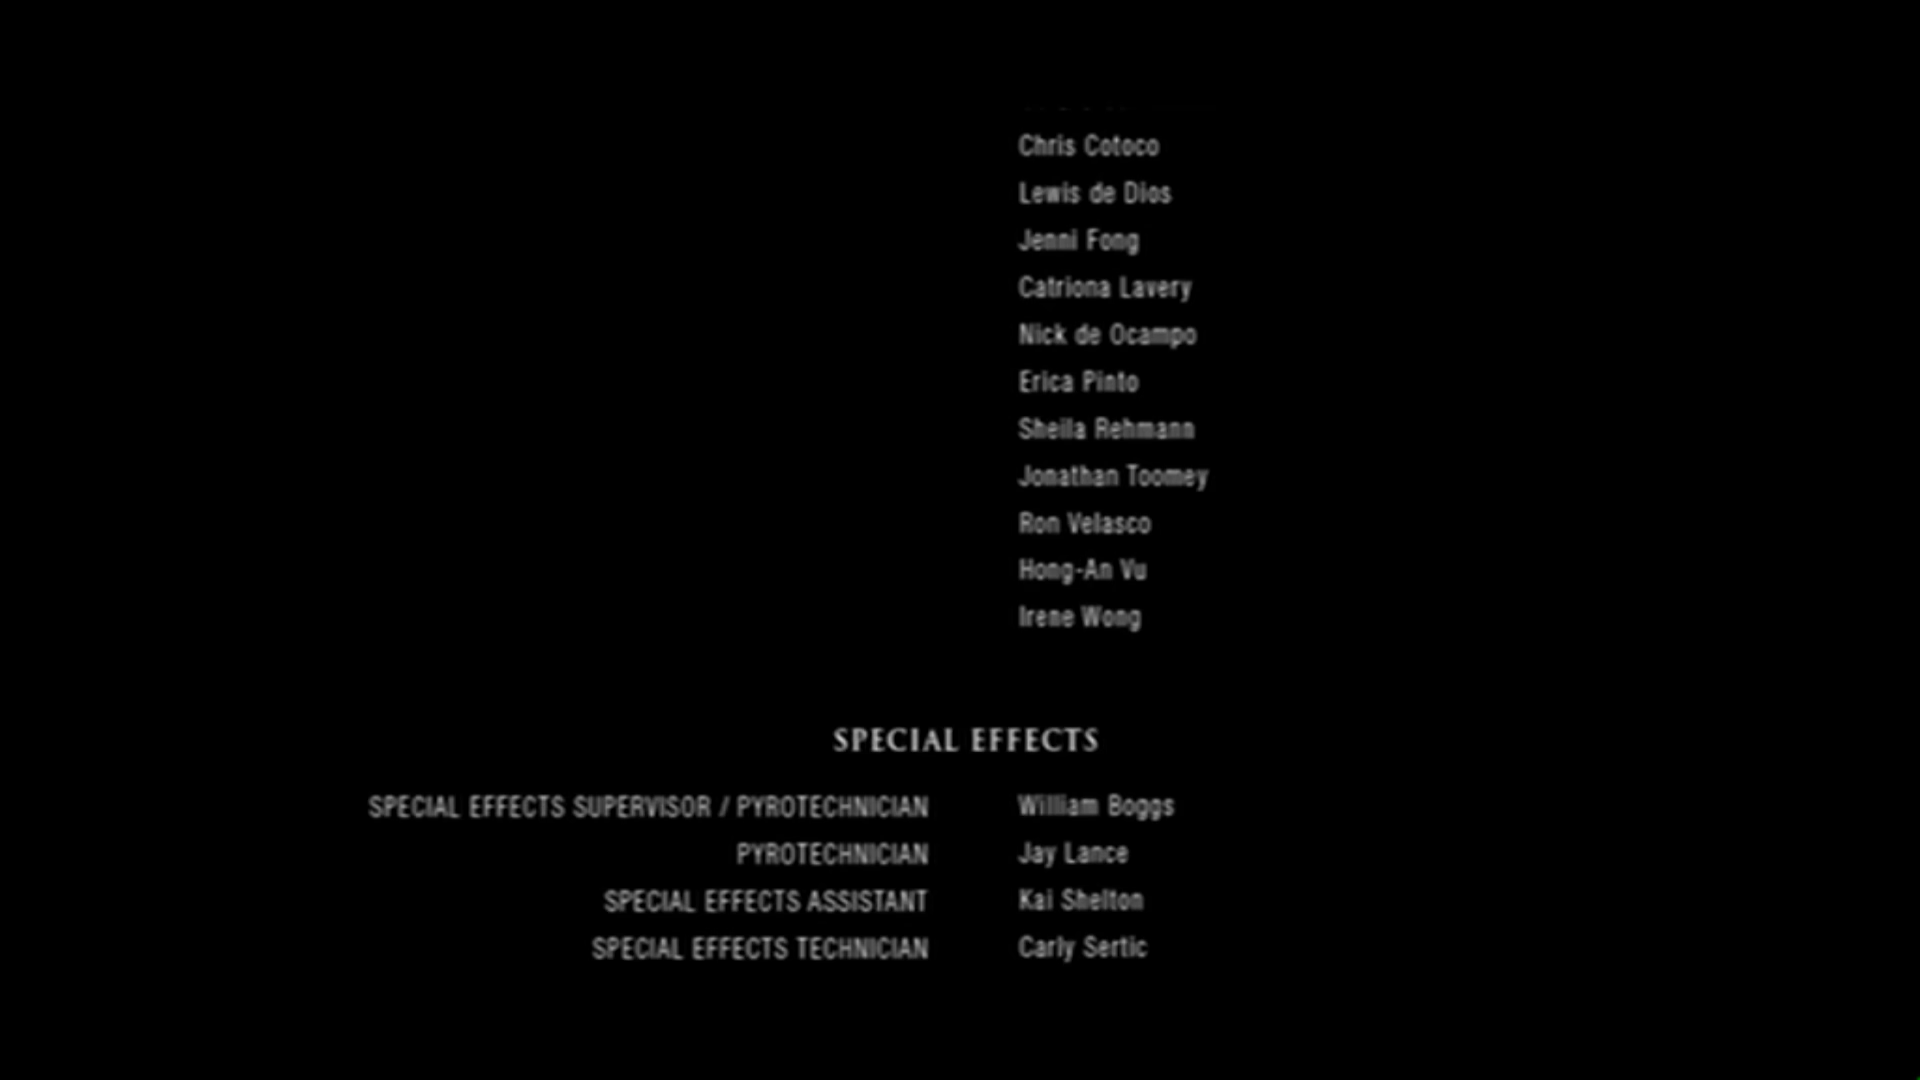 Chris Cotoco
Lewis de Dios
Jenni Fong
Catriona Lavery
Nick de Ocampo
Erica Pinto
Sheila Rehmann
Jonathan Toomey
Ron Velasco
Hong-An Vu
Irene Wong
SPECIAL EFFECTS
SPECIAL EFFECTS SUPERVISOR / PYROTECHNICIAN William Boggs
PYROTECHNICIAN Jay Lance
SPECIAL EFFECTS ASSISTANT Kai Shelton
SPECIAL EFFECTS TECHNICIAN Carly Sertic